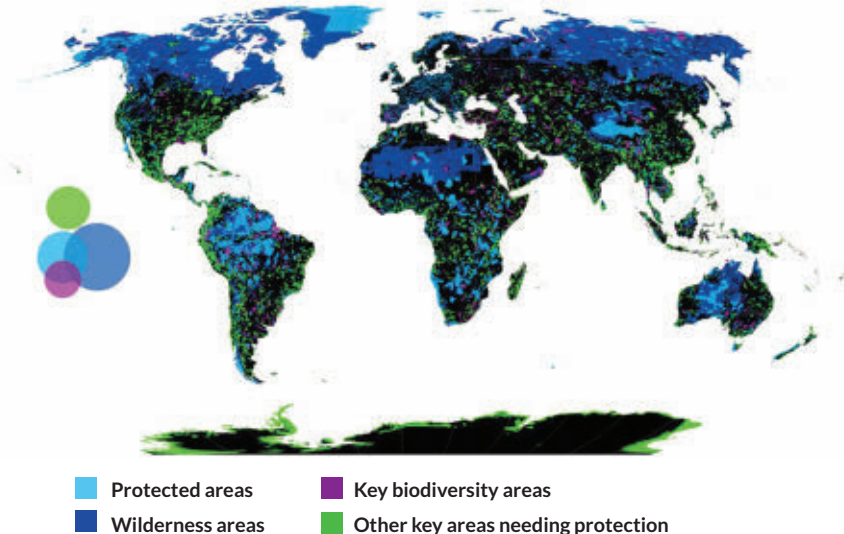 Protected areas
Key biodiversity areas
Wilderness areas
Other key areas needing protection